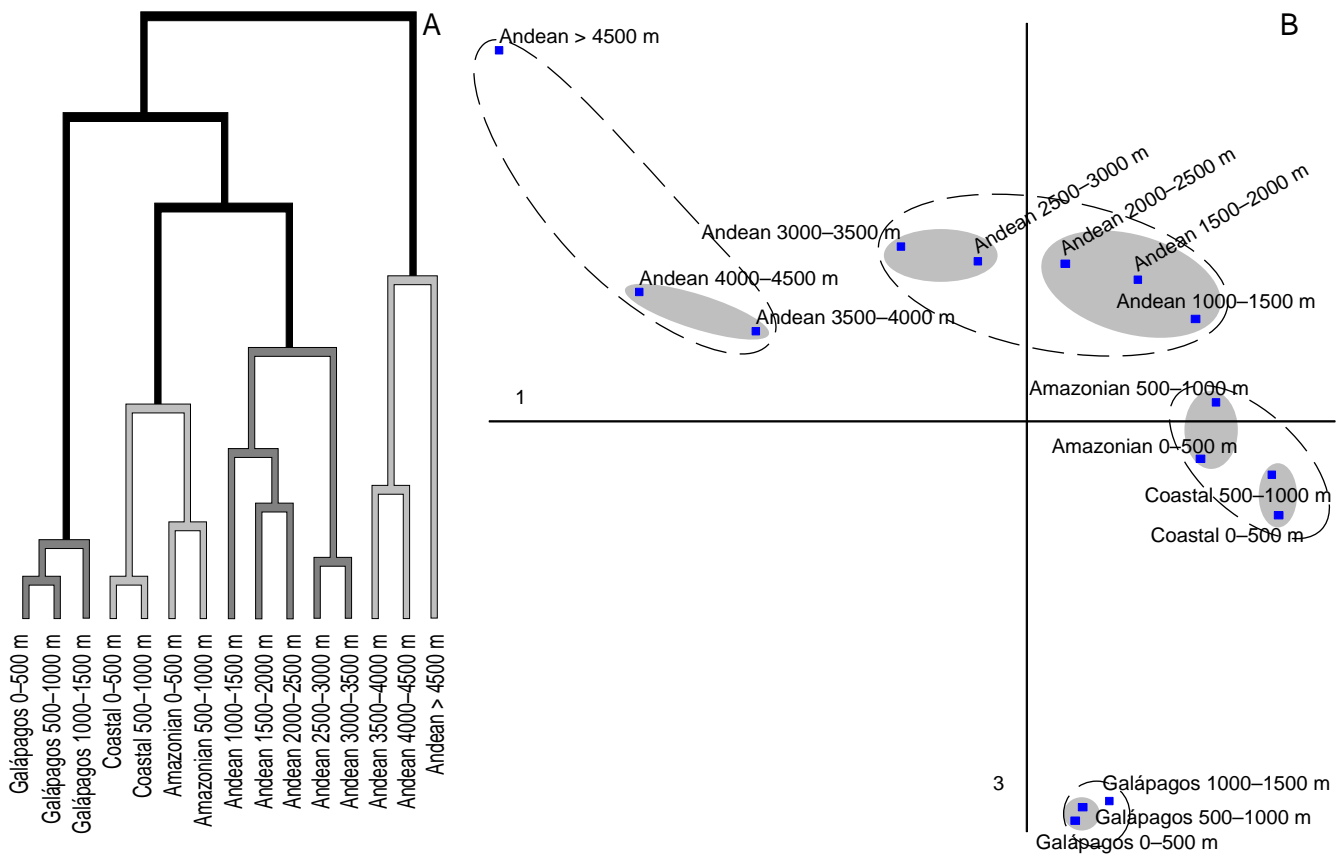 A
Galápagos 0–500 m
Galápagos 500–1000 m
Galápagos 1000–1500 m
Coastal 0–500 m
Coastal 500–1000 m
Amazonian 0–500 m
Amazonian 500–1000 m
Andean 1000–1500 m
Andean 1500–2000 m
Andean 2000–2500 m
Andean 2500–3000 m
Andean 3000–3500 m
Andean 3500–4000 m
Andean 4000–4500 m
Andean > 4500 m
B
Andean > 4500 m
Andean 3000–3500 m
Andean 2500–3000 m
Andean 2000–2500 m
Andean 1500–2000 m
Andean 4000–4500 m
Andean 3500–4000 m
Andean 1000–1500 m
1
Amazonian 500–1000 m
Amazonian 0–500 m
Coastal 500–1000 m
Coastal 0–500 m
3
Galápagos 1000–1500 m
Galápagos 500–1000 m
Galápagos 0–500 m